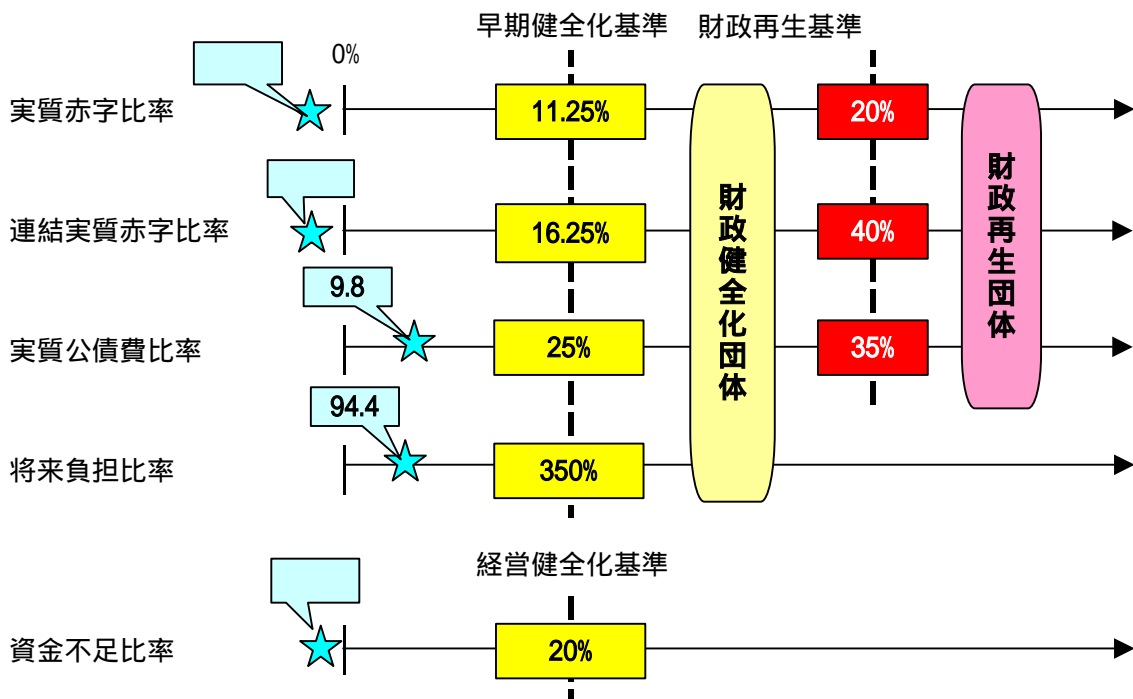 早期健全化基準 財政再生基準
0%
実質赤字比率 11.25% 20%
連結実質赤字比率 16.25% 40%
9.8
実質公債費比率 25% 35%
94.4
将来負担比率 350%
財政健全化団体
財政再生団体
経営健全化基準
資金不足比率 20%